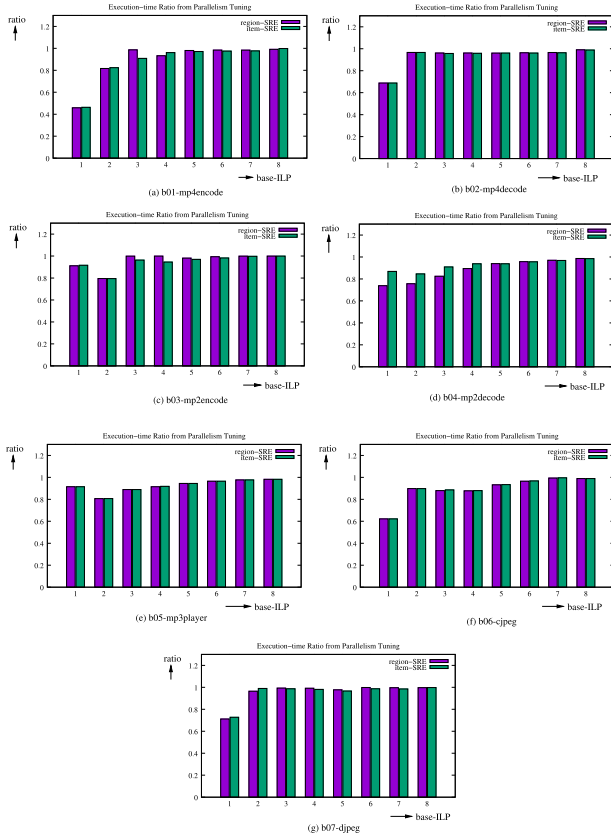 Execution-time Ratio from Parallelism Tuning
ratio
region-SRE
item-SRE
1.2
1
0.8
0.6
0.4
0.2
0
1 2 3 4 5 6 7 8
base-ILP
(a) b01-mp4encode
Execution-time Ratio from Parallelism Tuning
ratio
region-SRE
item-SRE
1.2
1
0.8
0.6
0.4
0.2
0
1 2 3 4 5 6 7 8
base-ILP
(b) b02-mp4decode
Execution-time Ratio from Parallelism Tuning
ratio
region-SRE
item-SRE
1.2
1
0.8
0.6
0.4
0.2
0
1 2 3 4 5 6 7 8
base-ILP
(c) b03-mp2encode
Execution-time Ratio from Parallelism Tuning
ratio
region-SRE
item-SRE
1.2
1
0.8
0.6
0.4
0.2
0
1 2 3 4 5 6 7 8
base-ILP
(d) b04-mp2decode
Execution-time Ratio from Parallelism Tuning
ratio
region-SRE
item-SRE
1.2
1
0.8
0.6
0.4
0.2
0
1 2 3 4 5 6 7 8
base-ILP
(e) b05-mp3player
Execution-time Ratio from Parallelism Tuning
ratio
region-SRE
item-SRE
1.2
1
0.8
0.6
0.4
0.2
0
1 2 3 4 5 6 7 8
base-ILP
(f) b06-cjpeg
Execution-time Ratio from Parallelism Tuning
ratio
region-SRE
item-SRE
1.2
1
0.8
0.6
0.4
0.2
0
1 2 3 4 5 6 7 8
base-ILP
(g) b07-djpeg